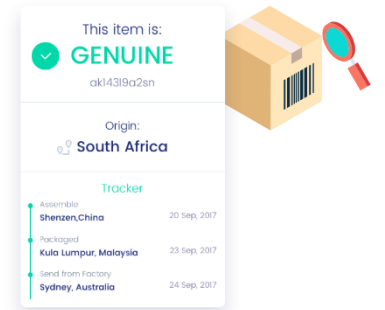 This item is:
GENUINE
ak14319a2sn
Origin:
South Africa
Tracker
Assemble
Shenzen,China 20 Sep, 2017
Packaged
Kula Lumpur, Malaysia 23 Sep, 2017
Send from Factory
Sydney, Australia 24 Sep, 2017